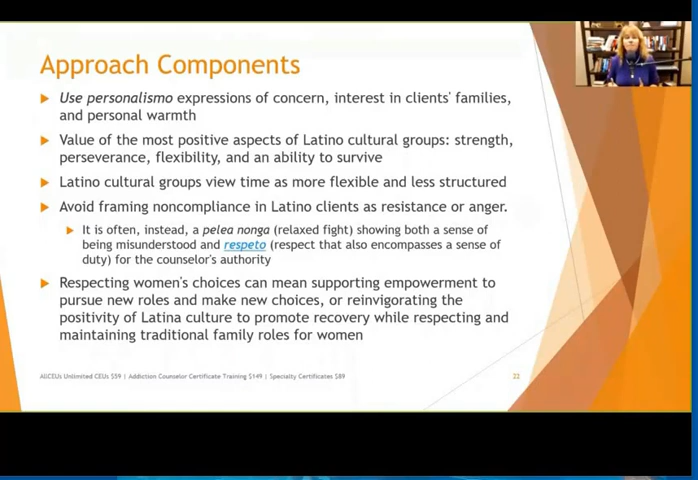 Approach Components
Use personalismo expressions of concern, interest in clients' families,
and personal warmth
Value of the most positive aspects of Latino cultural groups: strength,
perseverance, flexibility, and an ability to survive
Latino cultural groups view time as more flexible and less structured
Avoid framing noncompliance in Latino clients as resistance or anger.
It is often, instead, a pelea nonga (relaxed fight) showing both a sense of
being misunderstood and respeto (respect that also encompasses a sense of
duty) for the counselor's authority
Respecting women's choices can mean supporting empowerment to
pursue new roles and make new choices, or reinvigorating the
positivity of Latina culture to promote recovery while respecting and
maintaining traditional family roles for women
AllCEUs Unlimited CEUs $59 | Addiction Counselor Certificate Training $149 | Specialty Certificates $89
22